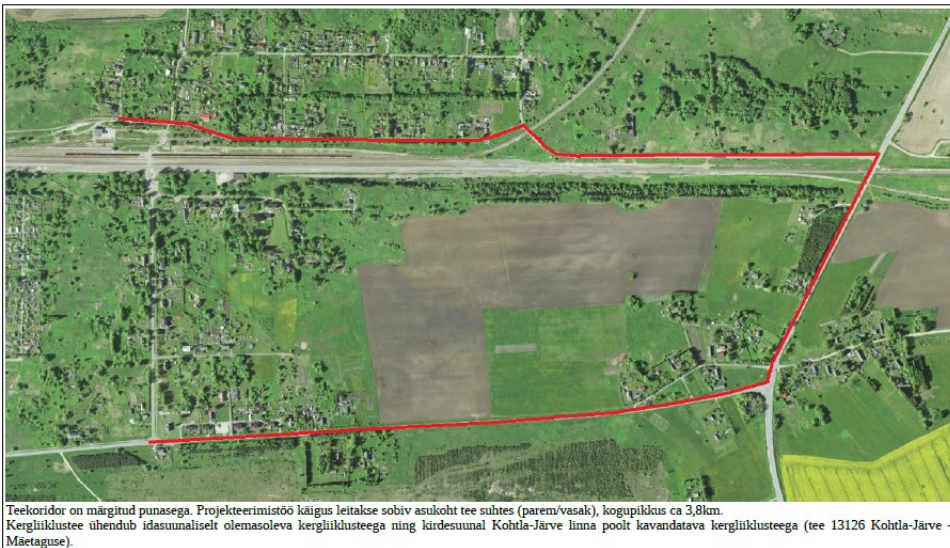 Teekoridor on märgitud punasega. Projekteerimistöö käigus leitakse sobiv asukoht tee suhtes (parem/vasak), kogupikkus ca 3,8km.
Kergliiklustee ühendub idasuunaliselt olemasoleva kergliiklusteega ning kirdesuunal Kohtla-Järve linna poolt kavandatava kergliiklusteega (tee 13126 Kohtla-Järve -
Mäetaguse).